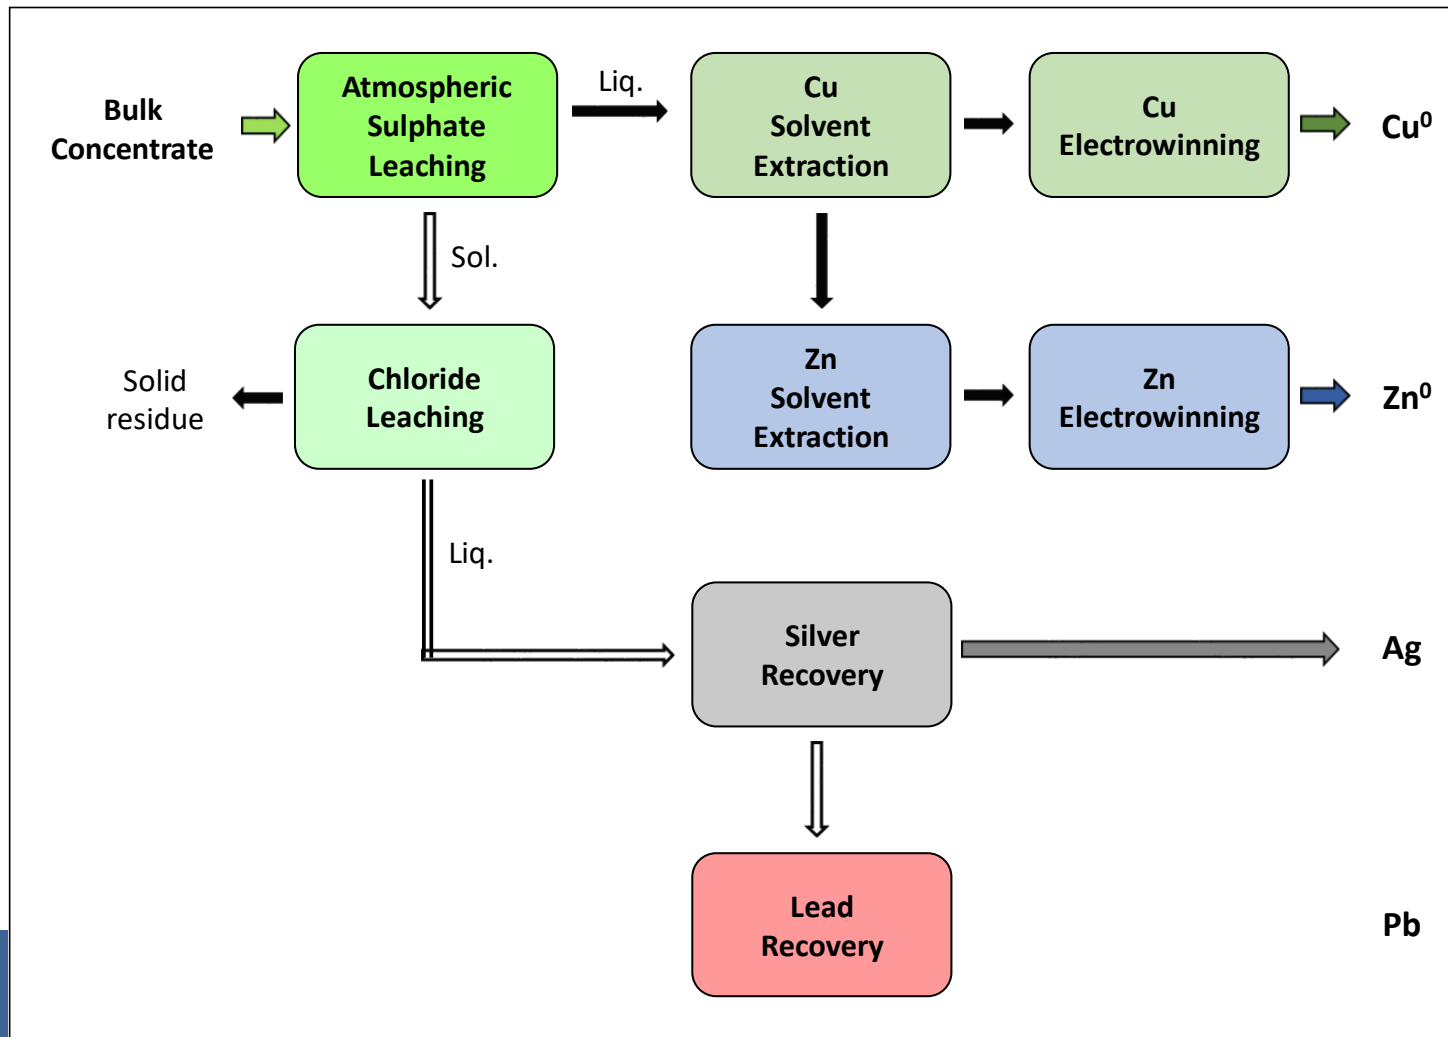 Bulk
Concentrate
Atmospheric
Sulphate
Leaching
Liq.
Cu
Solvent
Extraction
Cu
Electrowinning
Cu⁰
Sol.
Solid
residue
Chloride
Leaching
Zn
Solvent
Extraction
Zn
Electrowinning
Zn⁰
Liq.
Silver
Recovery
Ag
Lead
Recovery
Pb